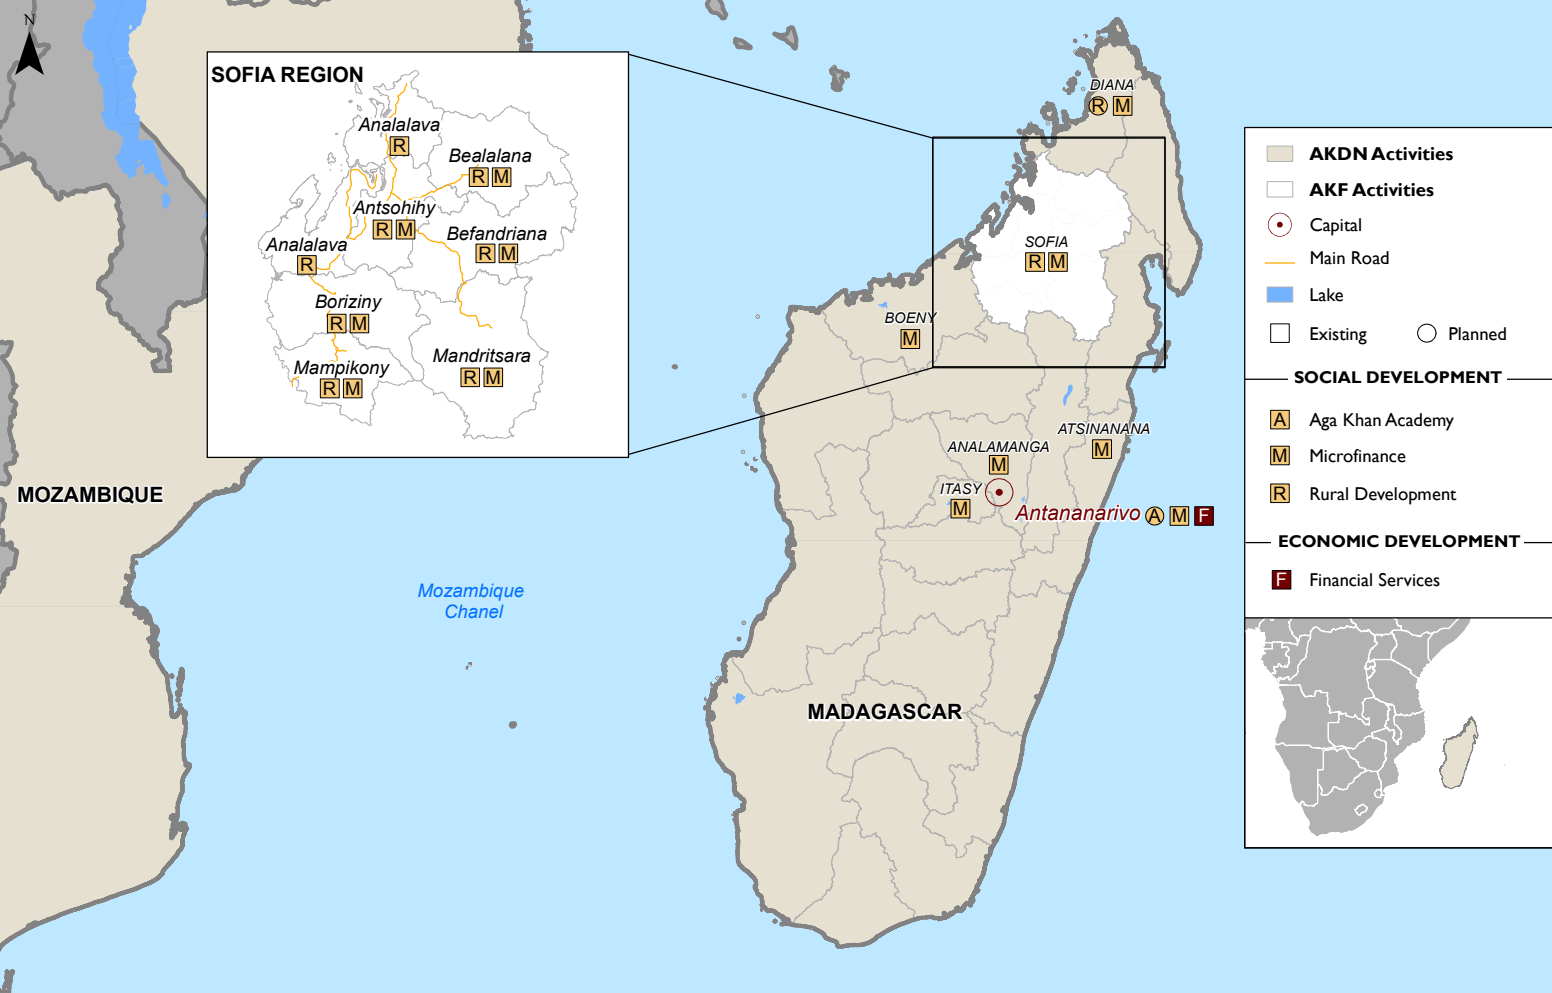 N
SOFIA REGION
Analalava
R
Bealalana
R M
Antsohihy
R M
Befandriana
R M
Analalava
R
Boriziny
R M
Mampikony
R M
Mandritsara
R M
DIANA
R M
SOFIA
R M
BOENY
M
ATSINANANA
M
ANALAMANGA
M
ITASY
M
Antananarivo A M F
MOZAMBIQUE
Mozambique
Chanel
MADAGASCAR
AKDN Activities
AKF Activities
Capital
Main Road
Lake
Existing Planned
SOCIAL DEVELOPMENT
A Aga Khan Academy
M Microfinance
R Rural Development
ECONOMIC DEVELOPMENT
F Financial Services